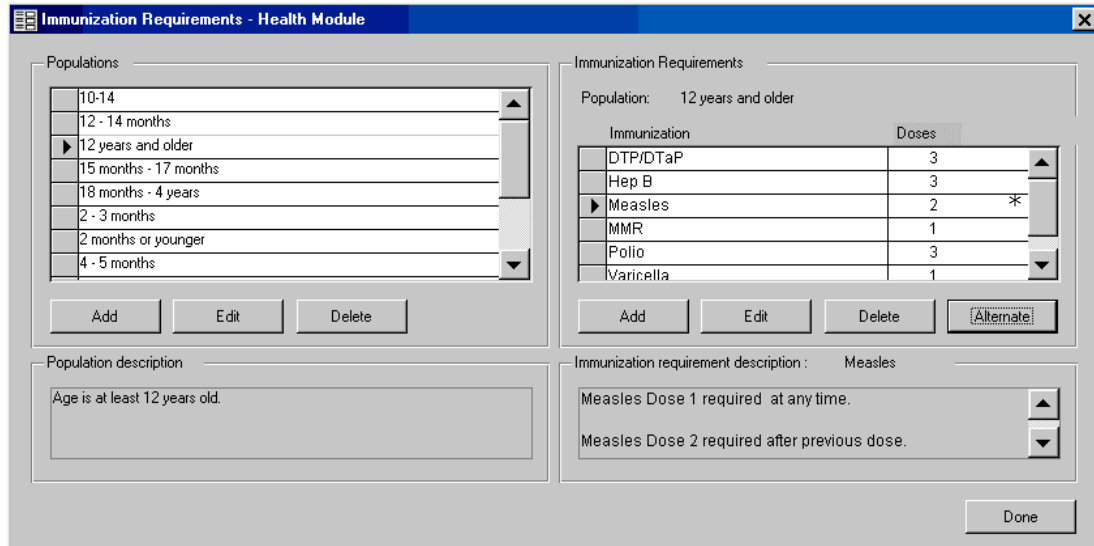 Immunization Requirements - Health Module
Populations
10-14
12 - 14 months
12 years and older
15 months - 17 months
18 months - 4 years
2 - 3 months
2 months or younger
4 - 5 months
Add Edit Delete
Population description
Age is at least 12 years old.
Immunization Requirements
Population: 12 years and older
Immunization Doses
DTP/DTaP 3
Hep B 3
Measles 2 *
MMR 1
Polio 3
Varicella 1
Add Edit Delete Alternate
Immunization requirement description : Measles
Measles Dose 1 required at any time.
Measles Dose 2 required after previous dose.
Done